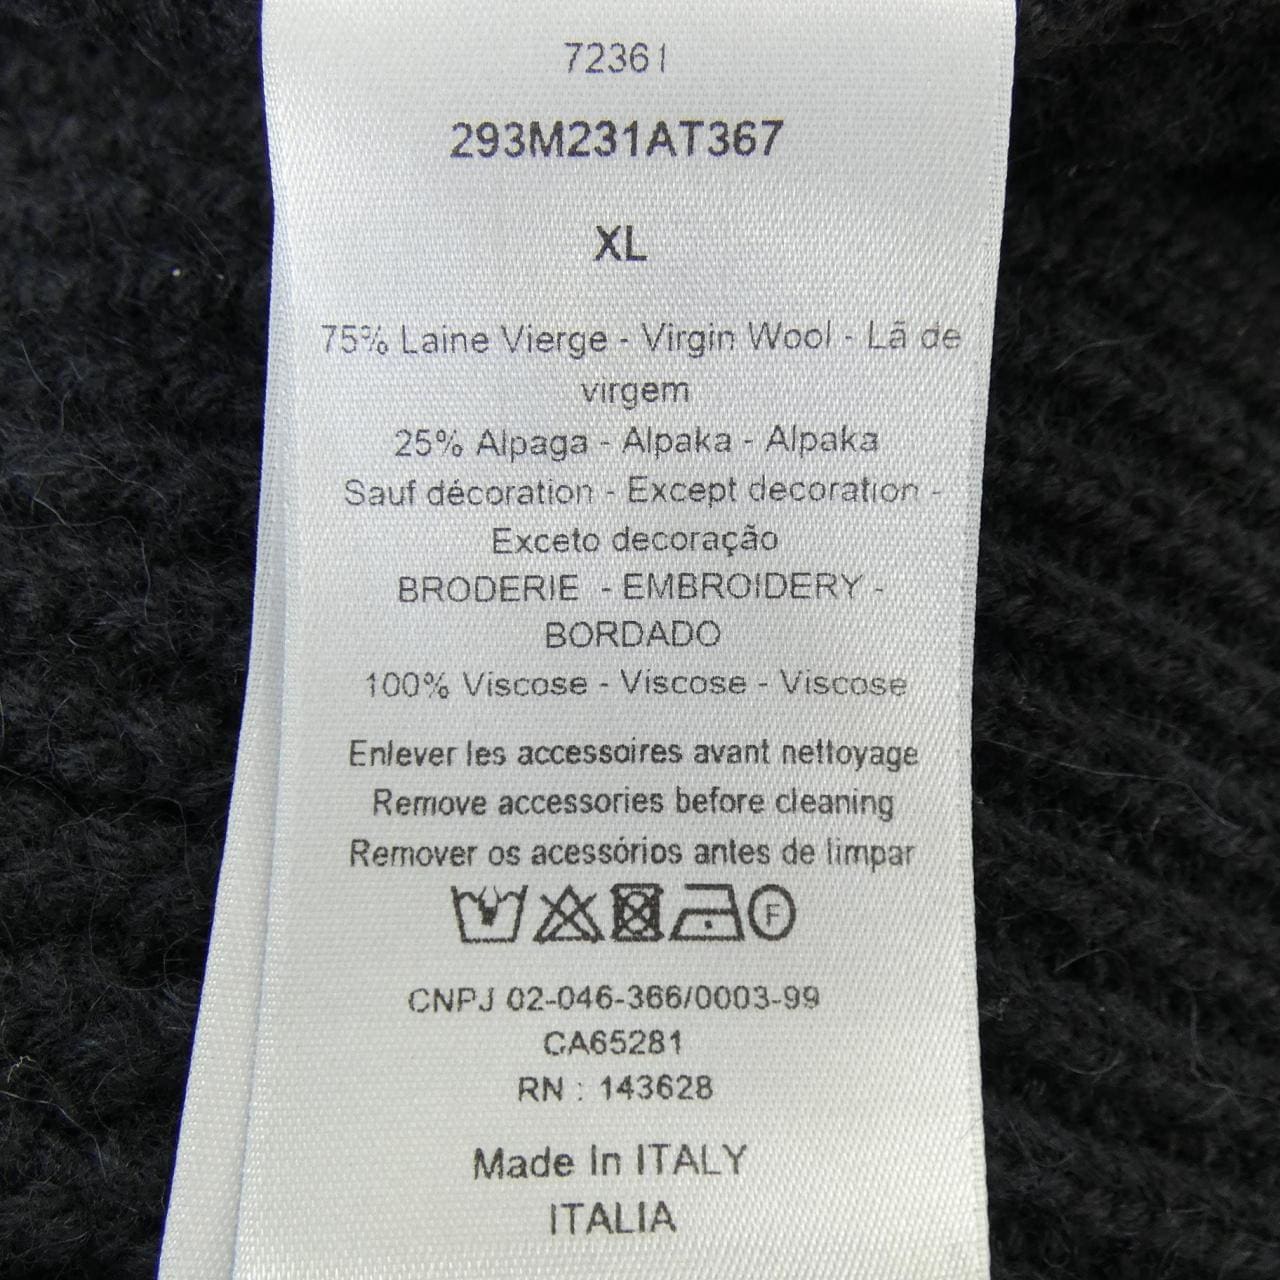 72361
293M231AT367
XL
75% Laine Vierge - Virgin Wool - Lã de
virgem
25% Alpaga - Alpaka - Alpaka
Sauf décoration - Except decoration -
Exceto decoração
BRODERIE - EMBROIDERY -
BORDADO
100% Viscose - Viscose - Viscose
Enlever les accessoires avant nettoyage
Remove accessories before cleaning
Remover os acessórios antes de limpar
F
CNPJ 02-046-366/0003-99
CA65281
RN : 143628
Made In ITALY
ITALIA